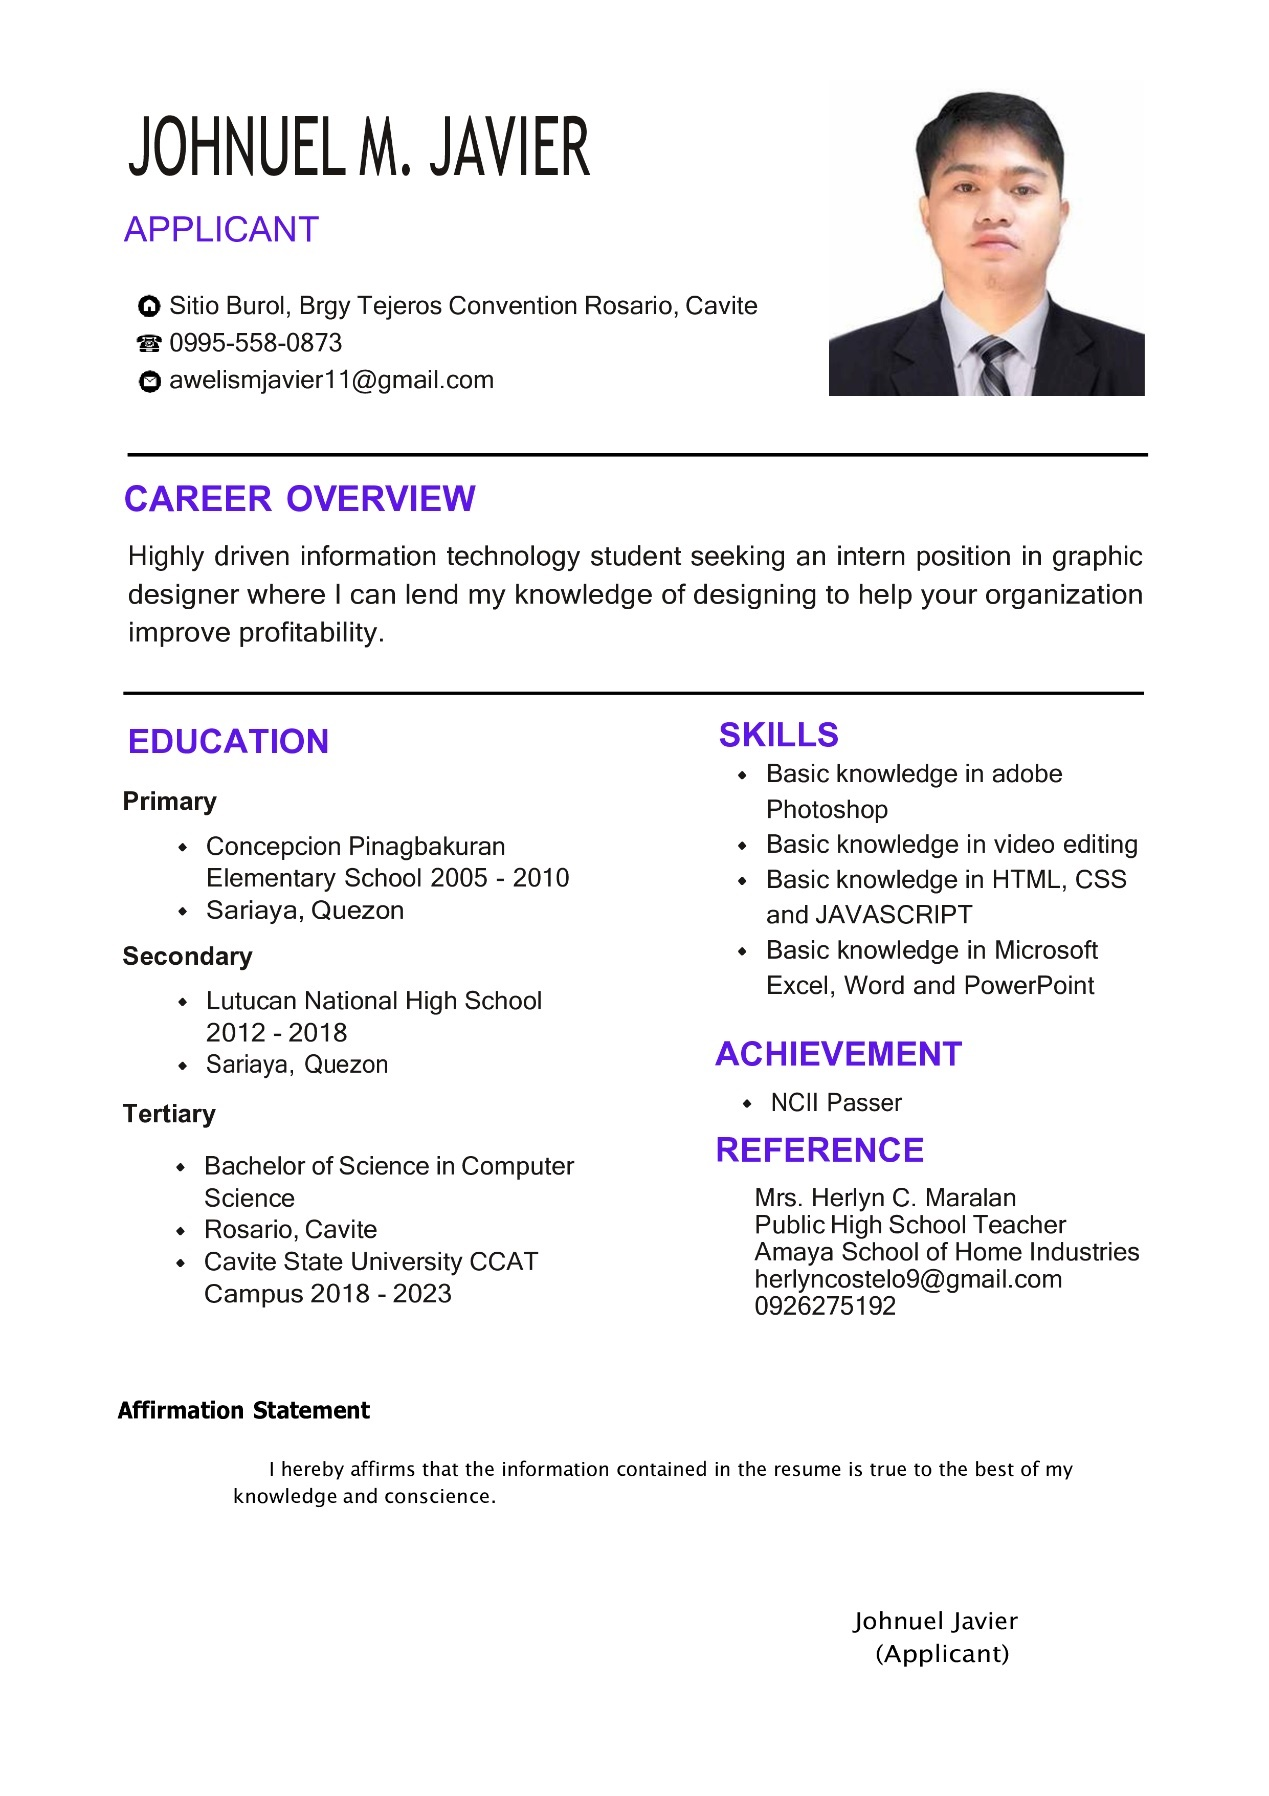 JOHNUEL M. JAVIER
APPLICANT
Sitio Burol, Brgy Tejeros Convention Rosario, Cavite
0995-558-0873
awelismjavier11@gmail.com
CAREER OVERVIEW
Highly driven information technology student seeking an intern position in graphic
designer where I can lend my knowledge of designing to help your organization
improve profitability.
EDUCATION
Primary
Concepcion Pinagbakuran
Elementary School 2005 - 2010
Sariaya, Quezon
Secondary
Lutucan National High School
2012 - 2018
Sariaya, Quezon
Tertiary
Bachelor of Science in Computer
Science
Rosario, Cavite
Cavite State University CCAT
Campus 2018 - 2023
SKILLS
Basic knowledge in adobe
Photoshop
Basic knowledge in video editing
Basic knowledge in HTML, CSS
and JAVASCRIPT
Basic knowledge in Microsoft
Excel, Word and PowerPoint
ACHIEVEMENT
NCII Passer
REFERENCE
Mrs. Herlyn C. Maralan
Public High School Teacher
Amaya School of Home Industries
herlyncostelo9@gmail.com
0926275192
Affirmation Statement
I hereby affirms that the information contained in the resume is true to the best of my
knowledge and conscience.
Johnuel Javier
(Applicant)